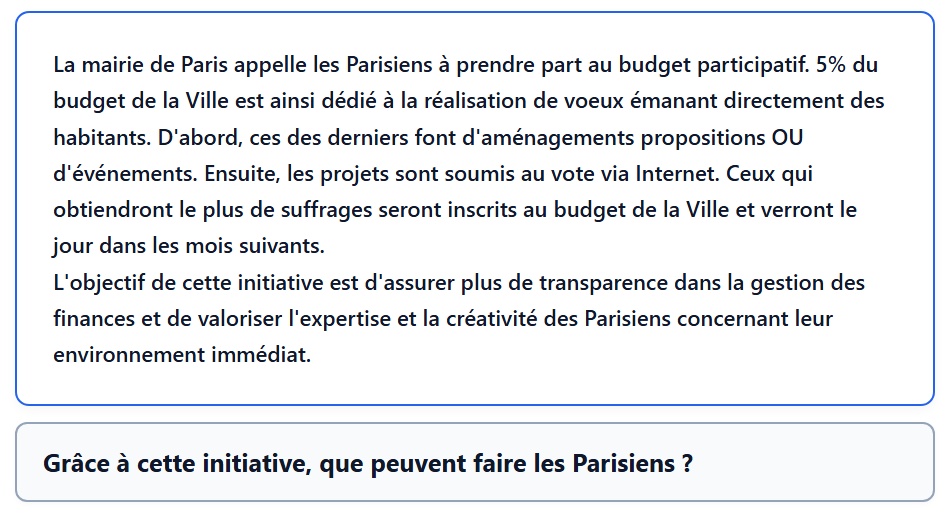 La mairie de Paris appelle les Parisiens à prendre part au budget participatif. 5% du
budget de la Ville est ainsi dédié à la réalisation de voeux émanant directement des
habitants. D'abord, ces des derniers font d'aménagements propositions OU
d'événements. Ensuite, les projets sont soumis au vote via Internet. Ceux qui
obtiendront le plus de suffrages seront inscrits au budget de la Ville et verront le
jour dans les mois suivants.
L'objectif de cette initiative est d'assurer plus de transparence dans la gestion des
finances et de valoriser l'expertise et la créativité des Parisiens concernant leur
environnement immédiat.
Grâce à cette initiative, que peuvent faire les Parisiens ?